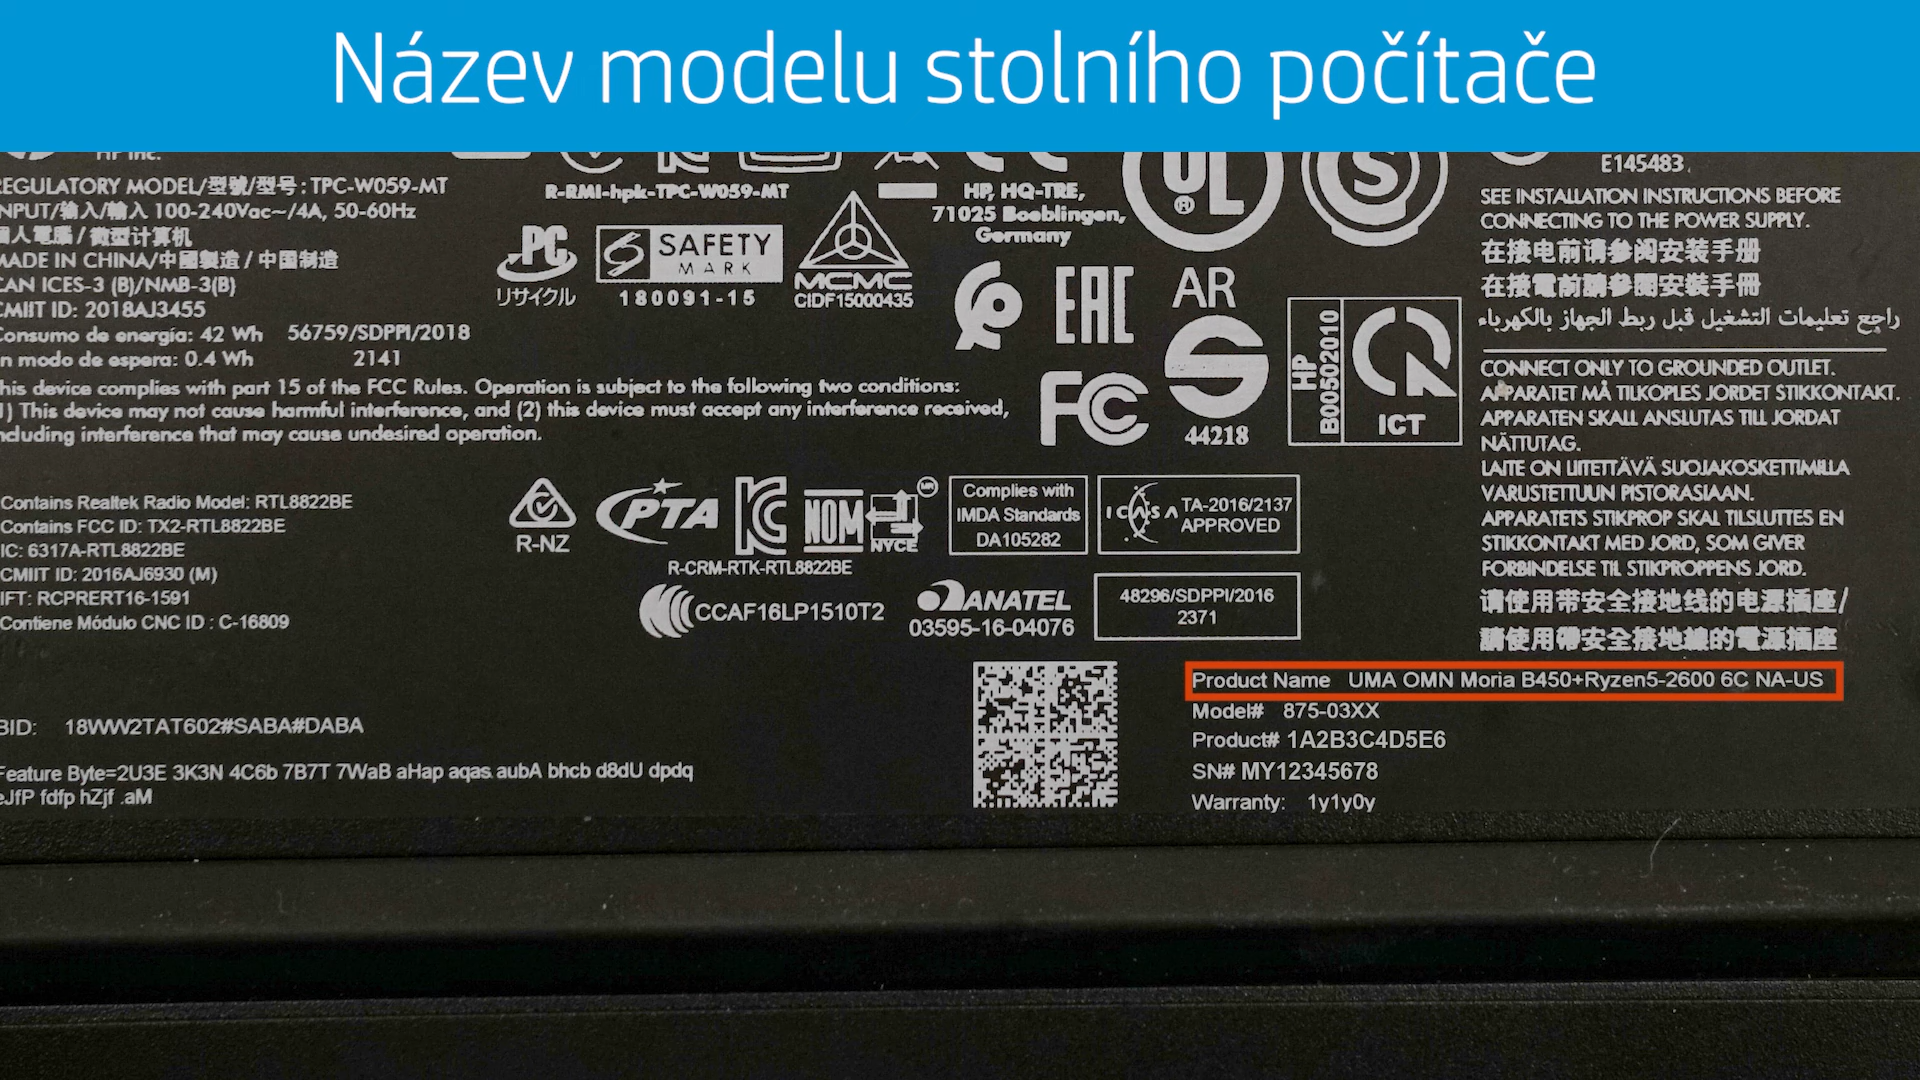 Název modelu stolního počítače
HP Inc.
REGULATORY MODEL/型號/型号: TPC-W059-MT
INPUT/输入/輸入 100-240Vac~/4A, 50-60Hz
個人電腦 / 微型计算机
MADE IN CHINA/中國製造 / 中国制造
CAN ICES-3 (B)/NMB-3(B)
CMIIT ID: 2018AJ3455
Consumo de energía: 42 Wh 56759/SDPPI/2018
en modo de espera: 0.4 Wh 2141
This device complies with part 15 of the FCC Rules. Operation is subject to the following two conditions:
1) This device may not cause harmful interference, and (2) this device must accept any interference received,
including interference that may cause undesired operation.
R-RMI-hpk-TPC-W059-MT
PC
リサイクル
SAFETY
MARK
180091-15
MCMC
CIDF15000435
HP, HQ-TRE,
71025 Boeblingen,
Germany
UL
®
S
EAC
AR
FC
44218
HP
B00502010
ICT
E145483
SEE INSTALLATION INSTRUCTIONS BEFORE
CONNECTING TO THE POWER SUPPLY.
在接电前请参阅安装手册
在接電前請參閱安裝手冊
راجع تعليمات التشغيل قبل ربط الجهاز بالكهرباء
CONNECT ONLY TO GROUNDED OUTLET.
APPARATET MÅ TILKOPLES JORDET STIKKONTAKT.
APPARATEN SKALL ANSLUTAS TILL JORDAT
NÄTTUTAG.
LAITE ON LIITETTÄVÄ SUOJAKOSKETTIMILLA
VARUSTETTUUN PISTORASIAAN.
APPARATETS STIKPROP SKAL TILSLUTTES EN
STIKKONTAKT MED JORD, SOM GIVER
FORBINDELSE TIL STIKPROPPENS JORD.
请使用带安全接地线的电源插座/
請使用帶安全接地線的電源插座
Contains Realtek Radio Model: RTL8822BE
Contains FCC ID: TX2-RTL8822BE
IC: 6317A-RTL8822BE
CMIIT ID: 2016AJ6930 (M)
IFT: RCPRERT16-1591
Contiene Módulo CNC ID : C-16809
R-NZ
PTA
R-CRM-RTK-RTL8822BE
NOM
NYCE
Complies with
IMDA Standards
DA105282
ICASA TA-2016/2137
APPROVED
CCAF16LP1510T2
ANATEL
03595-16-04076
48296/SDPPI/2016
2371
Product Name UMA OMN Moria B450+Ryzen5-2600 6C NA-US
Model# 875-03XX
Product# 1A2B3C4D5E6
SN# MY12345678
Warranty: 1y1y0y
BID: 18WW2TAT602#SABA#DABA
Feature Byte=2U3E 3K3N 4C6b 7B7T 7WaB aHap aqas aubA bhcb d8dU dpdq
eJfP fdfp hZjf .aM